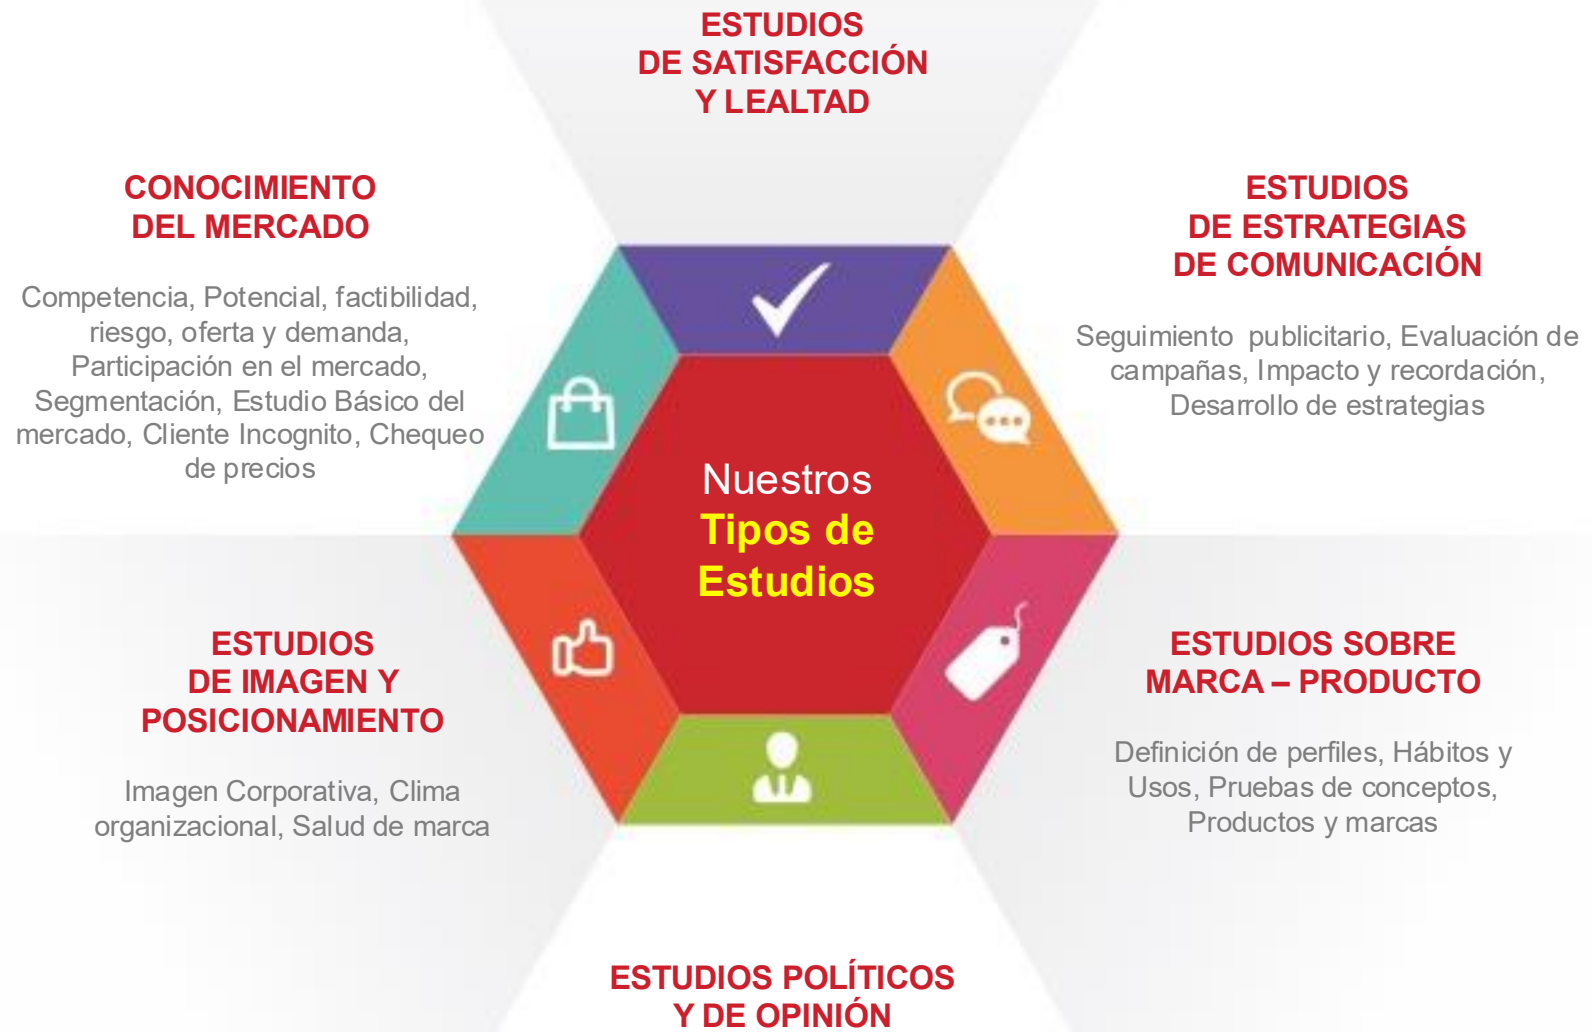 ESTUDIOS
DE SATISFACCIÓN
Y LEALTAD
CONOCIMIENTO
DEL MERCADO
Competencia, Potencial, factibilidad,
riesgo, oferta y demanda,
Participación en el mercado,
Segmentación, Estudio Básico del
mercado, Cliente Incognito, Chequeo
de precios
ESTUDIOS
DE ESTRATEGIAS
DE COMUNICACIÓN
Seguimiento publicitario, Evaluación de
campañas, Impacto y recordación,
Desarrollo de estrategias
Nuestros
Tipos de
Estudios
ESTUDIOS
DE IMAGEN Y
POSICIONAMIENTO
Imagen Corporativa, Clima
organizacional, Salud de marca
ESTUDIOS SOBRE
MARCA – PRODUCTO
Definición de perfiles, Hábitos y
Usos, Pruebas de conceptos,
Productos y marcas
ESTUDIOS POLÍTICOS
Y DE OPINIÓN